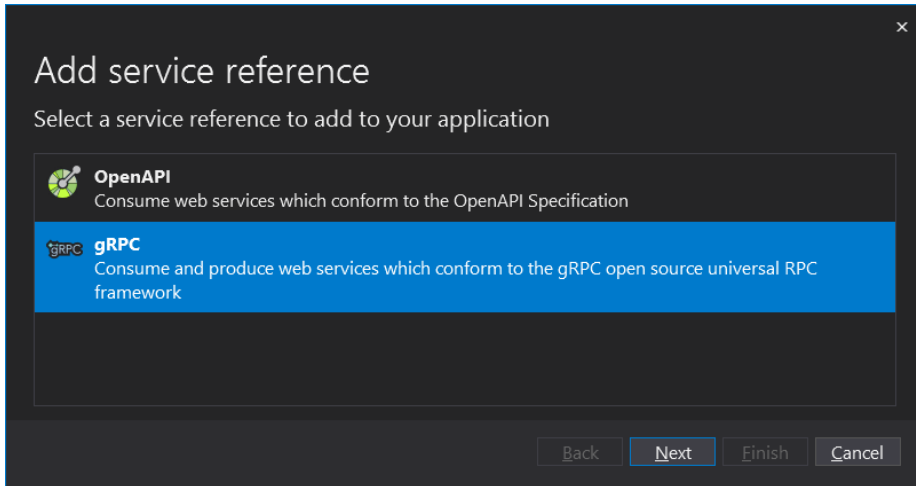 ×
Add service reference
Select a service reference to add to your application
OpenAPI
Consume web services which conform to the OpenAPI Specification
gRPC
gRPC
Consume and produce web services which conform to the gRPC open source universal RPC
framework
Back Next Finish Cancel